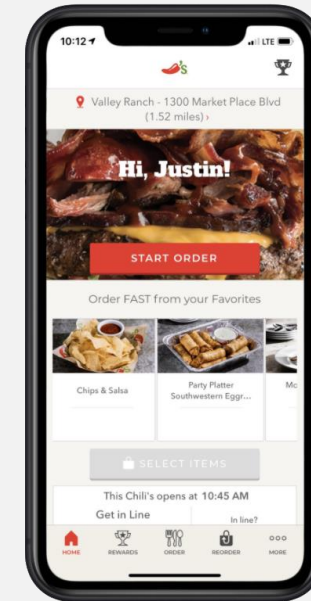 10:12
LTE
's
Valley Ranch - 1300 Market Place Blvd
(1.52 miles) ›
Hi, Justin!
START ORDER
Order FAST from your Favorites
Chips & Salsa
Party Platter
Southwestern Eggr...
SELECT ITEMS
This Chili's opens at 10:45 AM
Get in Line
In line?
HOME
REWARDS
ORDER
REORDER
MORE